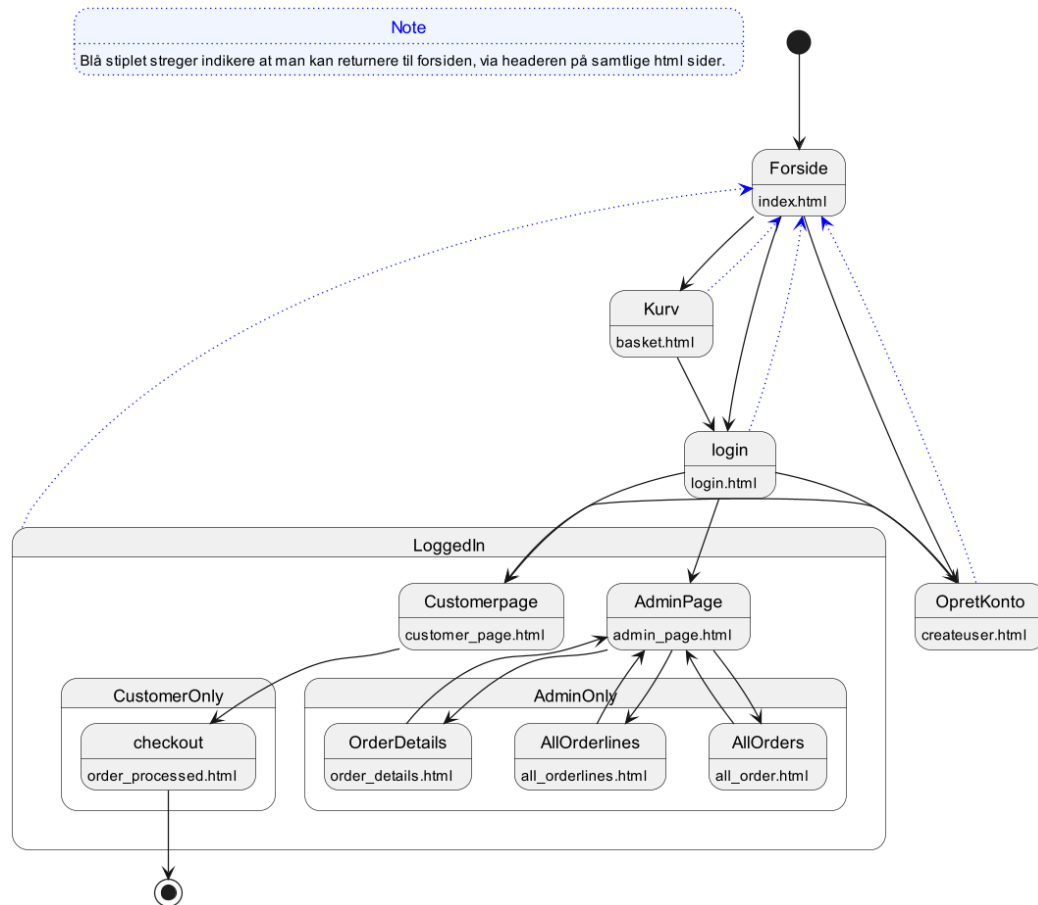 Note
Blå stiplet streger indikere at man kan returnere til forsiden, via headeren på samtlige html sider.
Forside
index.html
Kurv
basket.html
login
login.html
LoggedIn
Customerpage
customer_page.html
AdminPage
admin_page.html
OpretKonto
createuser.html
CustomerOnly
checkout
order_processed.html
AdminOnly
OrderDetails
order_details.html
AllOrderlines
all_orderlines.html
AllOrders
all_order.html